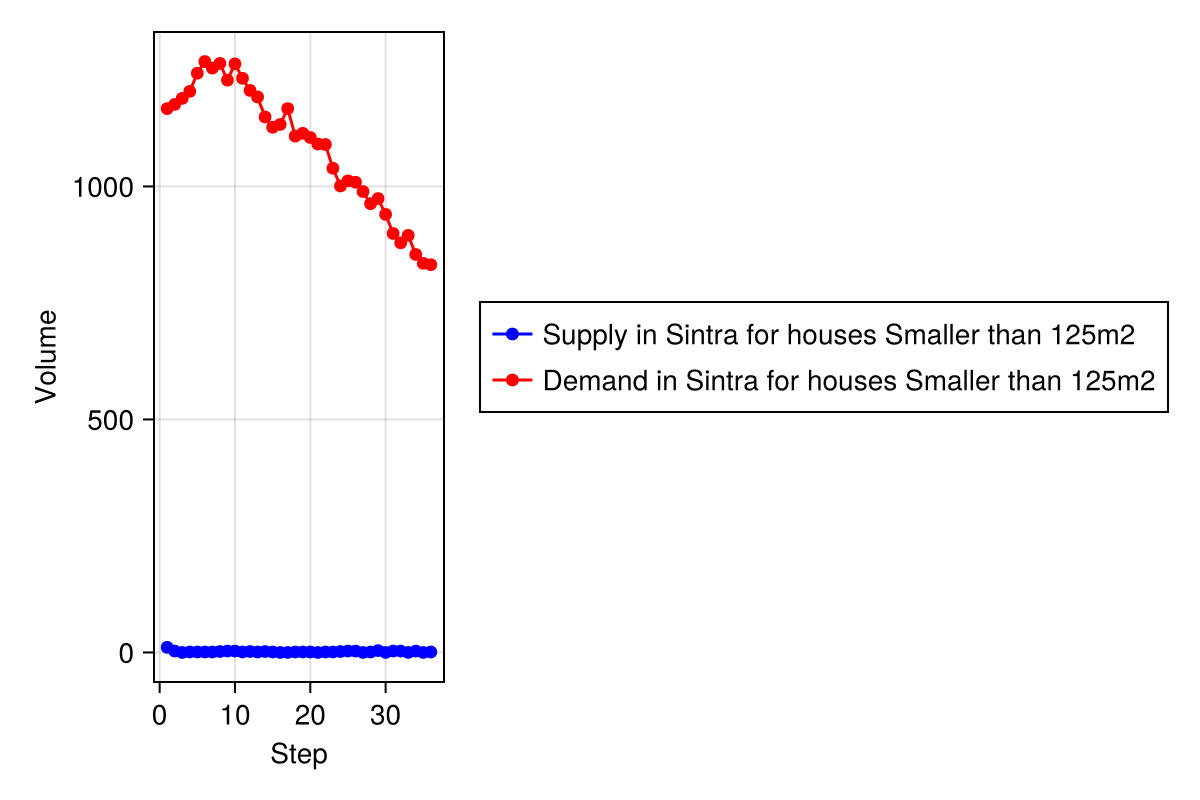 Volume
1000
500
0
0 10 20 30
Step
Supply in Sintra for houses Smaller than 125m2
Demand in Sintra for houses Smaller than 125m2